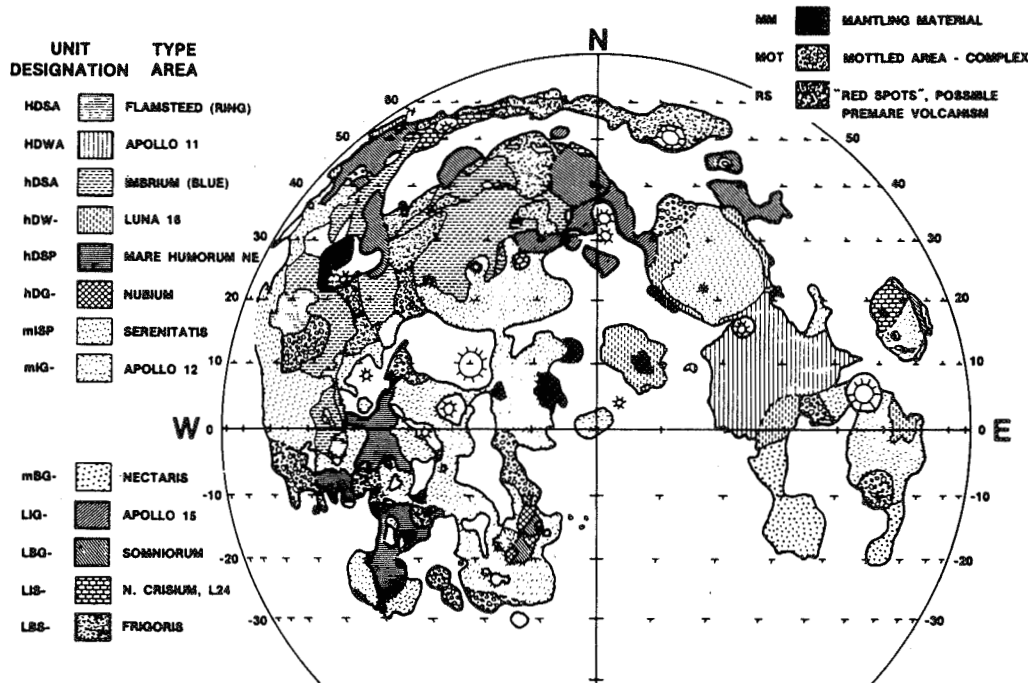 UNIT TYPE
DESIGNATION AREA
HDSA FLAMSTEED (RING)
HDWA APOLLO 11
hDSA IMBRIUM (BLUE)
hDW- LUNA 16
hDSP MARE HUMORUM NE
hDG- NUBIUM
mISP SERENITATIS
mIG- APOLLO 12
mBG- NECTARIS
LIG- APOLLO 15
LBG- SOMNIORUM
LIS- N. CRISIUM, L24
LBS- FRIGORIS
MM MANTLING MATERIAL
MOT MOTTLED AREA - COMPLEX
RS "RED SPOTS", POSSIBLE
PREMARE VOLCANISM
N
60
50 50
40 40
30 30
20 20
10 10
W 0 0 E
-10 -10
-20 -20
-30 -30